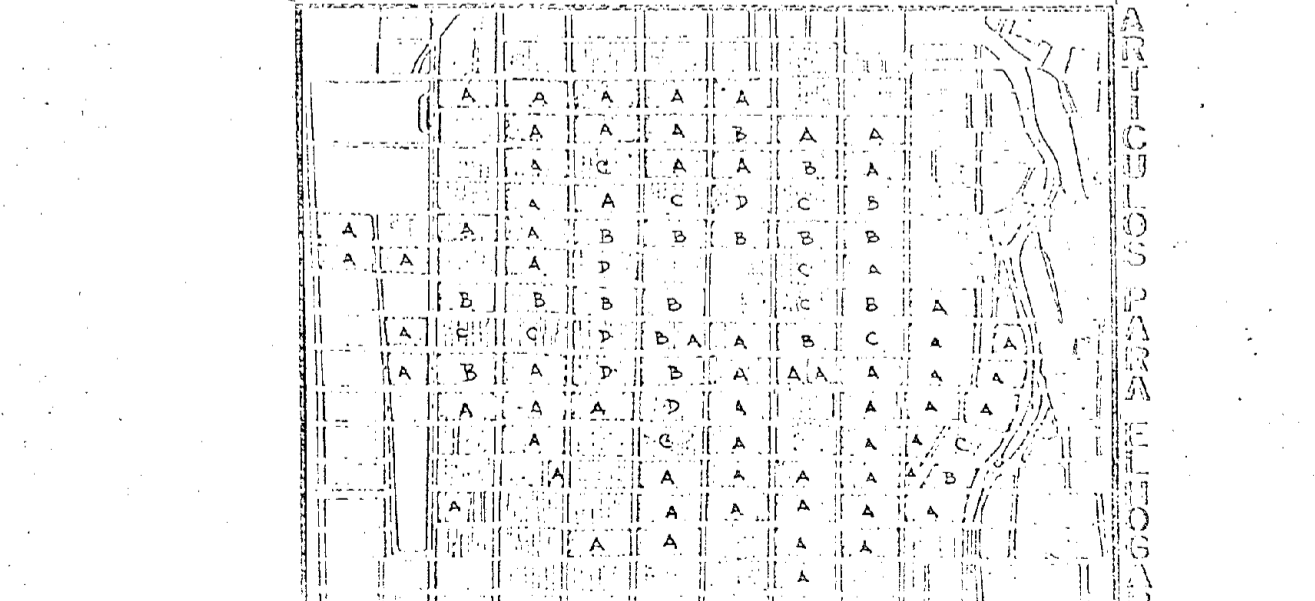 A A A A A
A A A B A A
A C A A B A
A A C D C B
A A A B B B B B
A A A D C A
B B B B C B A
A C C D B A A B C A A
A B A D B A A A A A A
A A A D A A A A
A C A A A C
A A A A A A B
A A A A A A
A A A A
A
ARTICULOS PARA EL HOGA